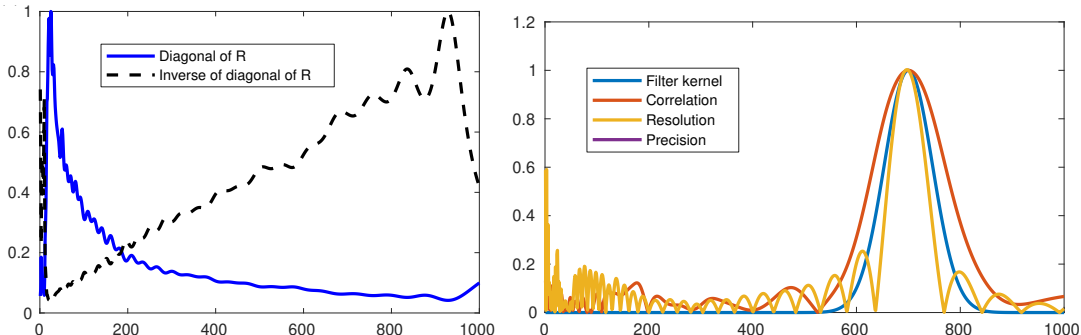 1
0.8
0.6
0.4
0.2
0
0 200 400 600 800 1000
Diagonal of R
Inverse of diagonal of R
1.2
1
0.8
0.6
0.4
0.2
0
0 200 400 600 800 1000
Filter kernel
Correlation
Resolution
Precision